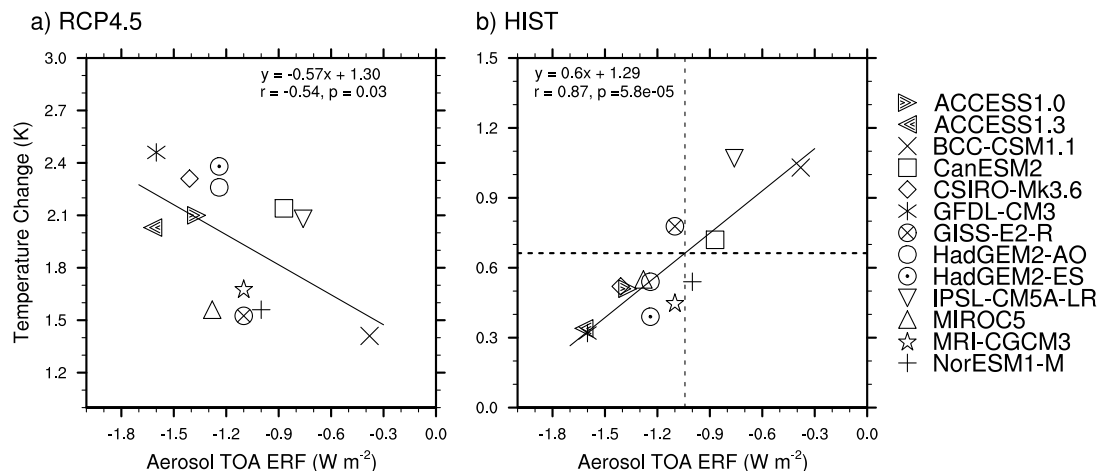 a) RCP4.5
3.0
2.7
2.4
2.1
1.8
1.5
1.2
Temperature Change (K)
y = -0.57x + 1.30
r = -0.54, p = 0.03
-1.8 -1.5 -1.2 -0.9 -0.6 -0.3 0.0
Aerosol TOA ERF (W m⁻²)
b) HIST
1.5
1.2
0.9
0.6
0.3
0.0
y = 0.6x + 1.29
r = 0.87, p =5.8e-05
-1.8 -1.5 -1.2 -0.9 -0.6 -0.3 0.0
Aerosol TOA ERF (W m⁻²)
ACCESS1.0
ACCESS1.3
BCC-CSM1.1
CanESM2
CSIRO-Mk3.6
GFDL-CM3
GISS-E2-R
HadGEM2-AO
HadGEM2-ES
IPSL-CM5A-LR
MIROC5
MRI-CGCM3
NorESM1-M